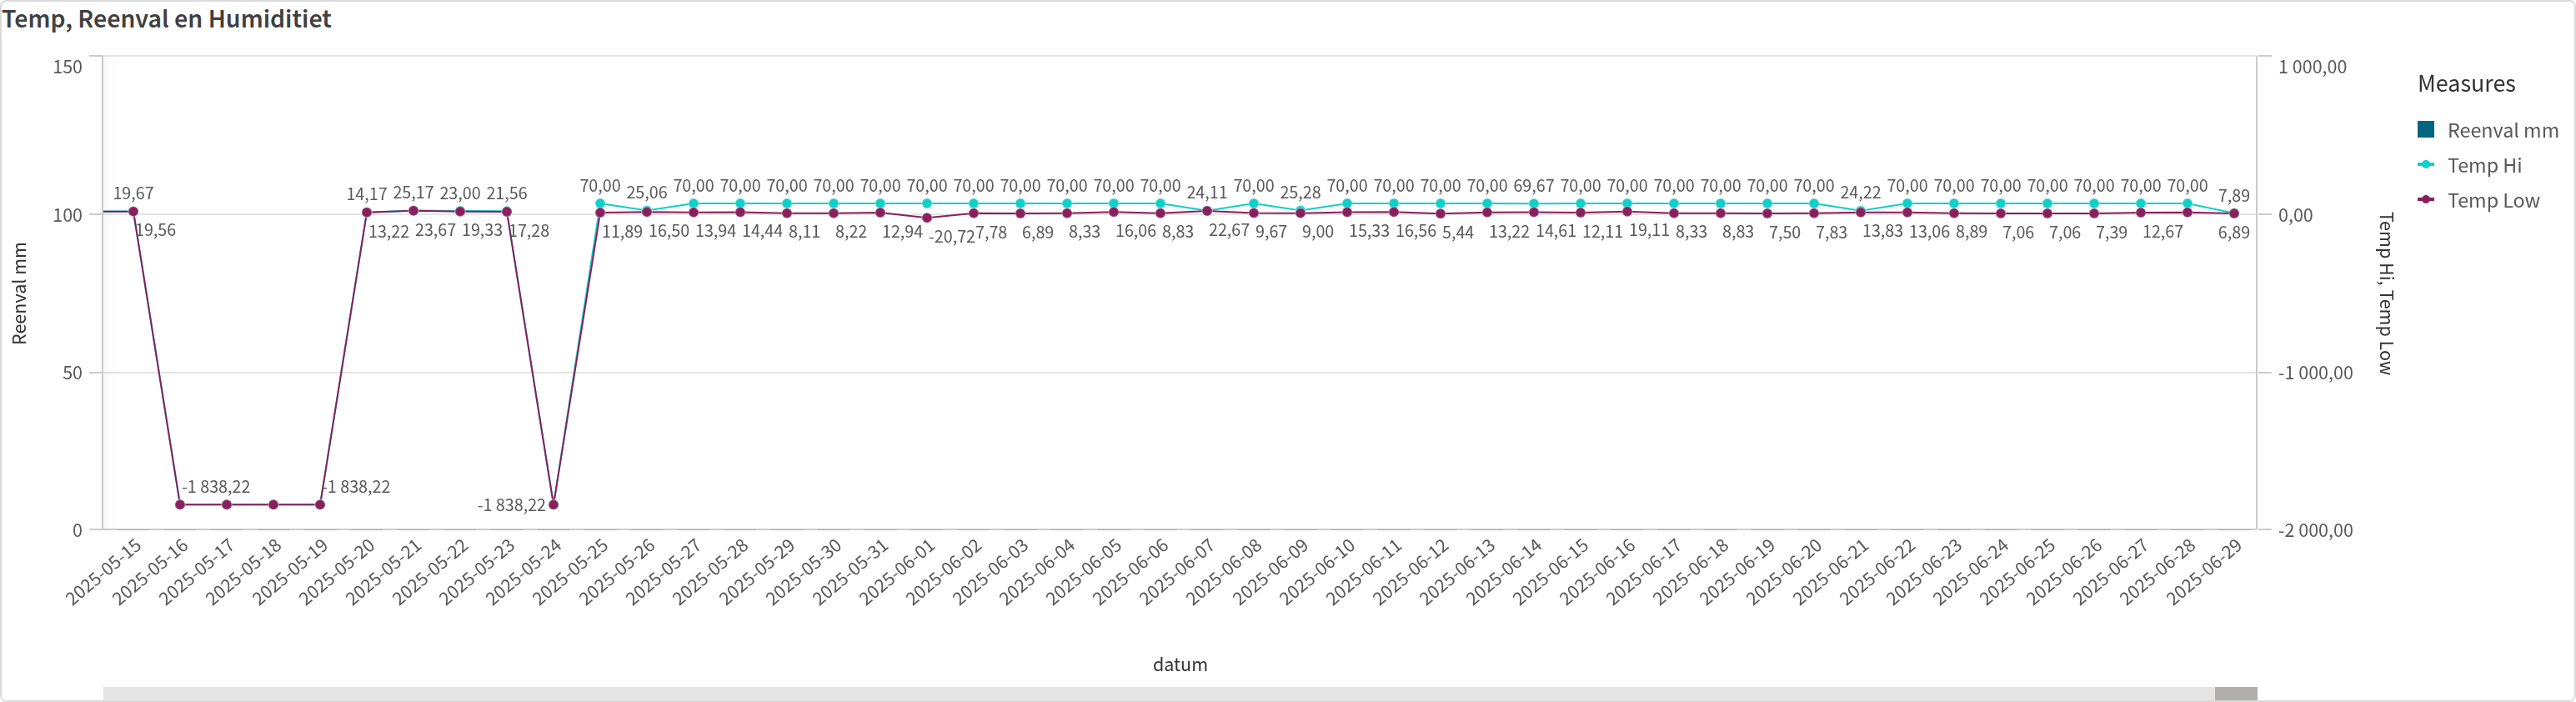 Temp, Reenval en Humiditiet
150
100
50
0
Reenval mm
1 000,00
0,00
-1 000,00
-2 000,00
Temp Hi, Temp Low
Measures
Reenval mm
Temp Hi
Temp Low
19,67 14,17 25,17 23,00 21,56 70,00 25,06 70,00 70,00 70,00 70,00 70,00 70,00 70,00 70,00 70,00 70,00 70,00 24,11 70,00 25,28 70,00 70,00 70,00 70,00 69,67 70,00 70,00 70,00 70,00 70,00 70,00 24,22 70,00 70,00 70,00 70,00 70,00 70,00 70,00 7,89
19,56 13,22 23,67 19,33 17,28 11,89 16,50 13,94 14,44 8,11 8,22 12,94 -20,72 7,78 6,89 8,33 16,06 8,83 22,67 9,67 9,00 15,33 16,56 5,44 13,22 14,61 12,11 19,11 8,33 8,83 7,50 7,83 13,83 13,06 8,89 7,06 7,06 7,39 12,67 6,89
-1 838,22 -1 838,22
-1 838,22
2025-05-15 2025-05-16 2025-05-17 2025-05-18 2025-05-19 2025-05-20 2025-05-21 2025-05-22 2025-05-23 2025-05-24 2025-05-25 2025-05-26 2025-05-27 2025-05-28 2025-05-29 2025-05-30 2025-05-31 2025-06-01 2025-06-02 2025-06-03 2025-06-04 2025-06-05 2025-06-06 2025-06-07 2025-06-08 2025-06-09 2025-06-10 2025-06-11 2025-06-12 2025-06-13 2025-06-14 2025-06-15 2025-06-16 2025-06-17 2025-06-18 2025-06-19 2025-06-20 2025-06-21 2025-06-22 2025-06-23 2025-06-24 2025-06-25 2025-06-26 2025-06-27 2025-06-28 2025-06-29
datum